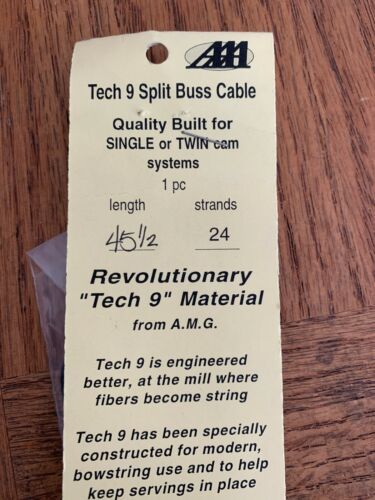 AMG
Tech 9 Split Buss Cable
Quality Built for
SINGLE or TWIN cam
systems
1 pc
length strands
45 1/2 24
Revolutionary
"Tech 9" Material
from A.M.G.
Tech 9 is engineered
better, at the mill where
fibers become string
Tech 9 has been specially
constructed for modern,
bowstring use and to help
keep servings in place